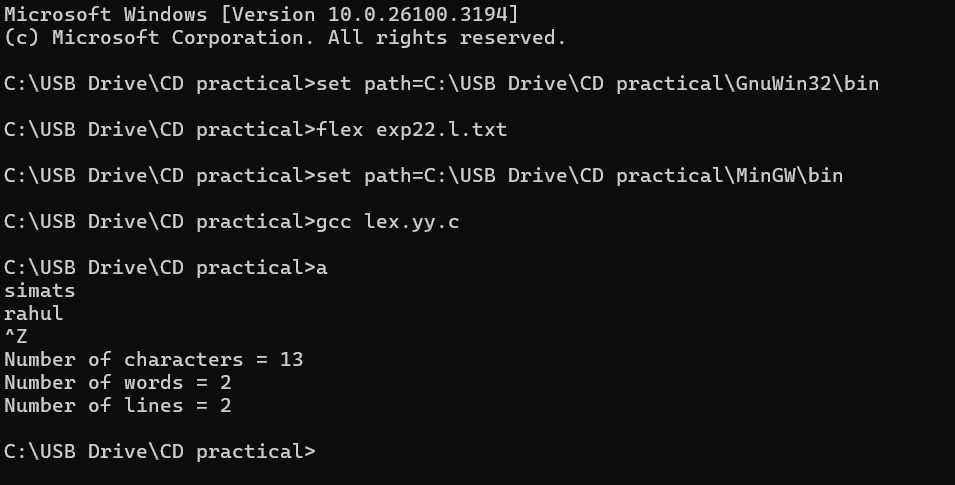 Microsoft Windows [Version 10.0.26100.3194]
(c) Microsoft Corporation. All rights reserved.
C:\USB Drive\CD practical>set path=C:\USB Drive\CD practical\GnuWin32\bin
C:\USB Drive\CD practical>flex exp22.l.txt
C:\USB Drive\CD practical>set path=C:\USB Drive\CD practical\MinGW\bin
C:\USB Drive\CD practical>gcc lex.yy.c
C:\USB Drive\CD practical>a
simats
rahul
^Z
Number of characters = 13
Number of words = 2
Number of lines = 2
C:\USB Drive\CD practical>